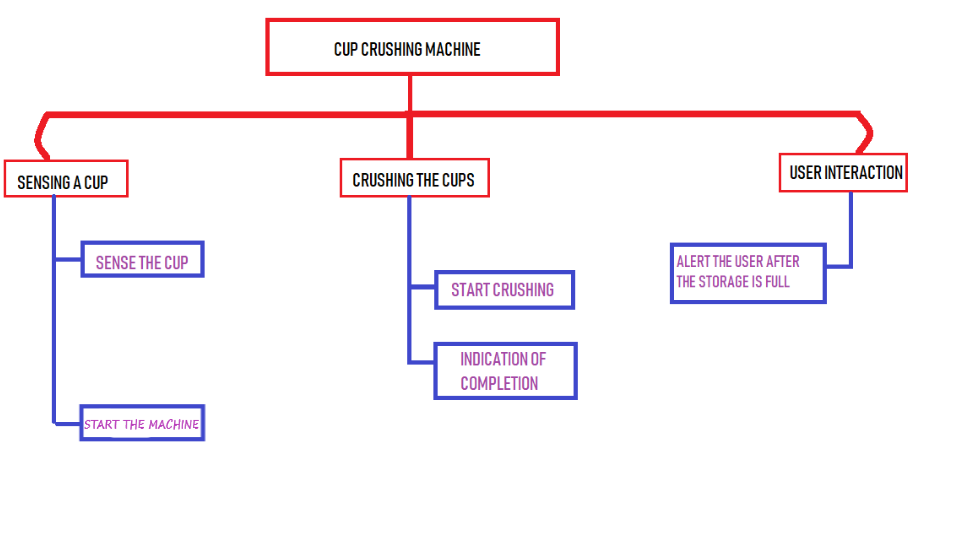 CUP CRUSHING MACHINE
SENSING A CUP
CRUSHING THE CUPS
USER INTERACTION
SENSE THE CUP
START THE MACHINE
START CRUSHING
INDICATION OF
COMPLETION
ALERT THE USER AFTER
THE STORAGE IS FULL